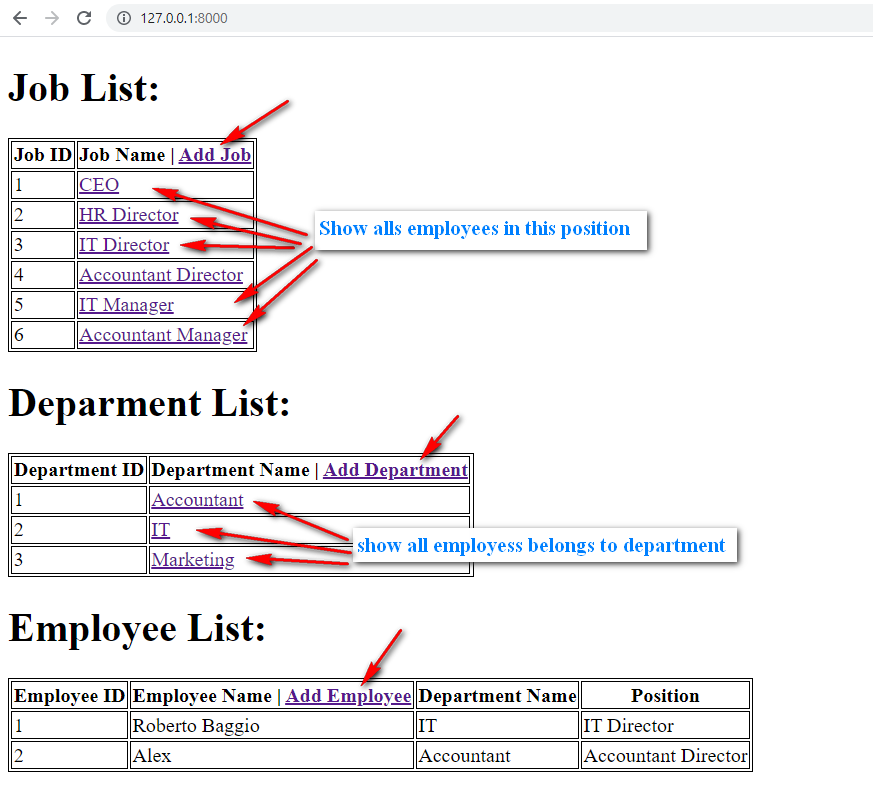 127.0.0.1:8000
Job List:
Job ID Job Name | Add Job
1 CEO
2 HR Director
Show alls employees in this position
3 IT Director
4 Accountant Director
5 IT Manager
6 Accountant Manager
Deparment List:
Department ID Department Name | Add Department
1 Accountant
2 IT
show all employess belongs to department
3 Marketing
Employee List:
Employee ID Employee Name | Add Employee Department Name Position
1 Roberto Baggio IT IT Director
2 Alex Accountant Accountant Director